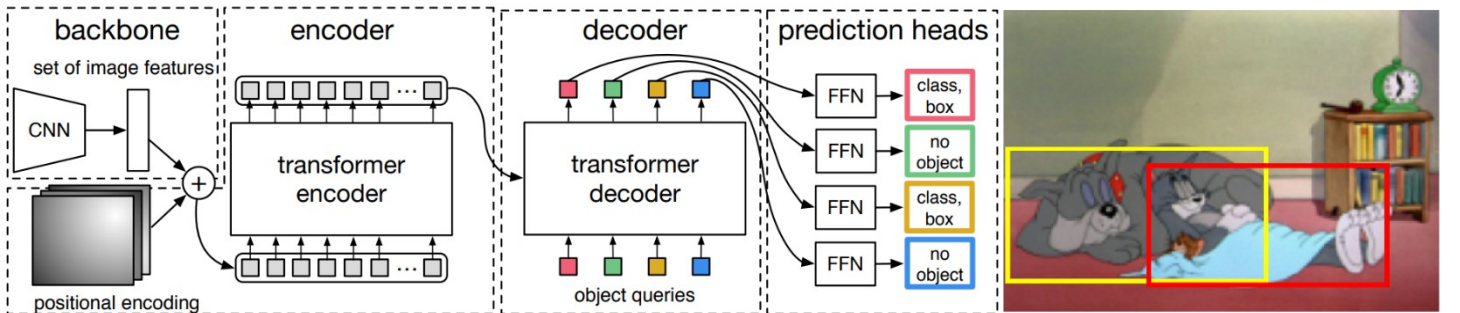 backbone
set of image features
CNN
+
positional encoding
encoder
...
transformer
encoder
...
decoder
transformer
decoder
object queries
prediction heads
FFN
class,
box
FFN
no
object
FFN
class,
box
FFN
no
object